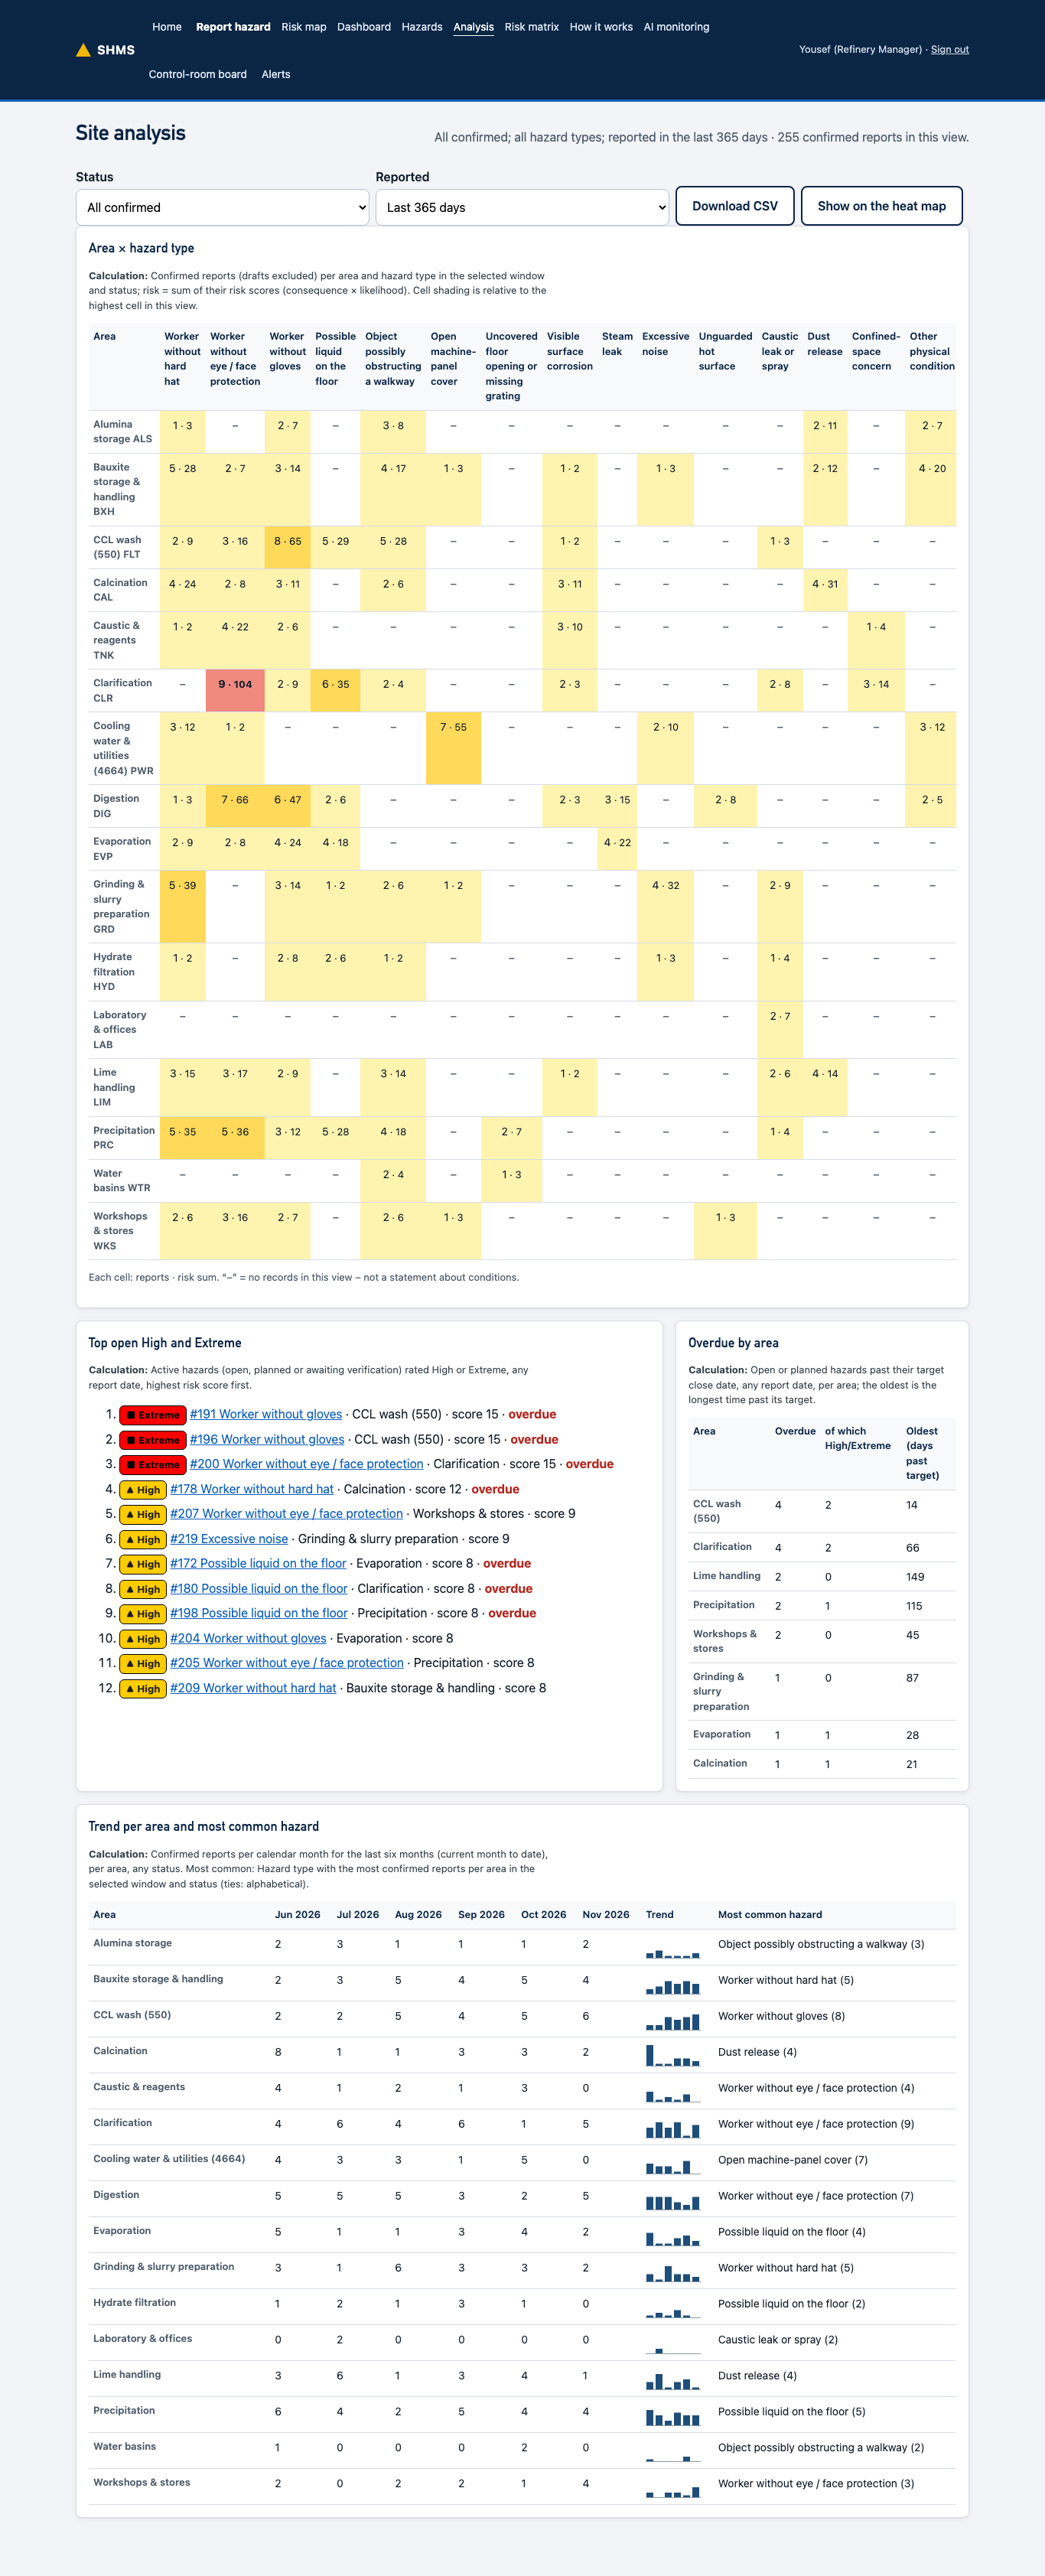 Home Report hazard Risk map Dashboard Hazards Analysis Risk matrix How it works AI monitoring
SHMS
Yousef (Refinery Manager) · Sign out
Control-room board Alerts
Site analysis
All confirmed; all hazard types; reported in the last 365 days · 255 confirmed reports in this view.
Status
Reported
All confirmed
Last 365 days
Download CSV
Show on the heat map
Area × hazard type
Calculation: Confirmed reports (drafts excluded) per area and hazard type in the selected window
and status; risk = sum of their risk scores (consequence × likelihood). Cell shading is relative to the
highest cell in this view.
Area | Worker without hard hat | Worker without eye / face protection | Worker without gloves | Possible liquid on the floor | Object possibly obstructing a walkway | Open machine-panel cover | Uncovered floor opening or missing grating | Visible surface corrosion | Steam leak | Excessive noise | Unguarded hot surface | Caustic leak or spray | Dust release | Confined-space concern | Other physical condition
Alumina storage ALS 1 · 3 – 2 · 7 – 3 · 8 – – – – – – – 2 · 11 – 2 · 7
Bauxite storage & handling BXH 5 · 28 2 · 7 3 · 14 – 4 · 17 1 · 3 – 1 · 2 – 1 · 3 – – 2 · 12 – 4 · 20
CCL wash (550) FLT 2 · 9 3 · 16 8 · 65 5 · 29 5 · 28 – – 1 · 2 – – – 1 · 3 – – –
Calcination CAL 4 · 24 2 · 8 3 · 11 – 2 · 6 – – 3 · 11 – – – – 4 · 31 – –
Caustic & reagents TNK 1 · 2 4 · 22 2 · 6 – – – – 3 · 10 – – – – – 1 · 4 –
Clarification CLR – 9 · 104 2 · 9 6 · 35 2 · 4 – – 2 · 3 – – – 2 · 8 – 3 · 14 –
Cooling water & utilities (4664) PWR 3 · 12 1 · 2 – – – 7 · 55 – – – 2 · 10 – – – – 3 · 12
Digestion DIG 1 · 3 7 · 66 6 · 47 2 · 6 – – – 2 · 3 3 · 15 – 2 · 8 – – – 2 · 5
Evaporation EVP 2 · 9 2 · 8 4 · 24 4 · 18 – – – – 4 · 22 – – – – – –
Grinding & slurry preparation GRD 5 · 39 – 3 · 14 1 · 2 2 · 6 1 · 2 – – – 4 · 32 – 2 · 9 – – –
Hydrate filtration HYD 1 · 2 – 2 · 8 2 · 6 1 · 2 – – – – 1 · 3 – 1 · 4 – – –
Laboratory & offices LAB – – – – – – – – – – – 2 · 7 – – –
Lime handling LIM 3 · 15 3 · 17 2 · 9 – 3 · 14 – – 1 · 2 – – – 2 · 6 4 · 14 – –
Precipitation PRC 5 · 35 5 · 36 3 · 12 5 · 28 4 · 18 – 2 · 7 – – – – 1 · 4 – – –
Water basins WTR – – – – 2 · 4 – 1 · 3 – – – – – – – –
Workshops & stores WKS 2 · 6 3 · 16 2 · 7 – 2 · 6 1 · 3 – – – – 1 · 3 – – – –
Each cell: reports · risk sum. "–" = no records in this view – not a statement about conditions.
Top open High and Extreme
Calculation: Active hazards (open, planned or awaiting verification) rated High or Extreme, any
report date, highest risk score first.
1. Extreme #191 Worker without gloves · CCL wash (550) · score 15 · overdue
2. Extreme #196 Worker without gloves · CCL wash (550) · score 15 · overdue
3. Extreme #200 Worker without eye / face protection · Clarification · score 15 · overdue
4. High #178 Worker without hard hat · Calcination · score 12 · overdue
5. High #207 Worker without eye / face protection · Workshops & stores · score 9
6. High #219 Excessive noise · Grinding & slurry preparation · score 9
7. High #172 Possible liquid on the floor · Evaporation · score 8 · overdue
8. High #180 Possible liquid on the floor · Clarification · score 8 · overdue
9. High #198 Possible liquid on the floor · Precipitation · score 8 · overdue
10. High #204 Worker without gloves · Evaporation · score 8
11. High #205 Worker without eye / face protection · Precipitation · score 8
12. High #209 Worker without hard hat · Bauxite storage & handling · score 8
Overdue by area
Calculation: Open or planned hazards past their target
close date, any report date, per area; the oldest is the
longest time past its target.
Area | Overdue | of which High/Extreme | Oldest (days past target)
CCL wash (550) 4 2 14
Clarification 4 2 66
Lime handling 2 0 149
Precipitation 2 1 115
Workshops & stores 2 0 45
Grinding & slurry preparation 1 0 87
Evaporation 1 1 28
Calcination 1 1 21
Trend per area and most common hazard
Calculation: Confirmed reports per calendar month for the last six months (current month to date),
per area, any status. Most common: Hazard type with the most confirmed reports per area in the
selected window and status (ties: alphabetical).
Area Jun 2026 Jul 2026 Aug 2026 Sep 2026 Oct 2026 Nov 2026 Trend Most common hazard
Alumina storage 2 3 1 1 1 2 Object possibly obstructing a walkway (3)
Bauxite storage & handling 2 3 5 4 5 4 Worker without hard hat (5)
CCL wash (550) 2 2 5 4 5 6 Worker without gloves (8)
Calcination 8 1 1 3 3 2 Dust release (4)
Caustic & reagents 4 1 2 1 3 0 Worker without eye / face protection (4)
Clarification 4 6 4 6 1 5 Worker without eye / face protection (9)
Cooling water & utilities (4664) 4 3 3 1 5 0 Open machine-panel cover (7)
Digestion 5 5 5 3 2 5 Worker without eye / face protection (7)
Evaporation 5 1 1 3 4 2 Possible liquid on the floor (4)
Grinding & slurry preparation 3 1 6 3 3 2 Worker without hard hat (5)
Hydrate filtration 1 2 1 3 1 0 Possible liquid on the floor (2)
Laboratory & offices 0 2 0 0 0 0 Caustic leak or spray (2)
Lime handling 3 6 1 3 4 1 Dust release (4)
Precipitation 6 4 2 5 4 4 Possible liquid on the floor (5)
Water basins 1 0 0 0 2 0 Object possibly obstructing a walkway (2)
Workshops & stores 2 0 2 2 1 4 Worker without eye / face protection (3)